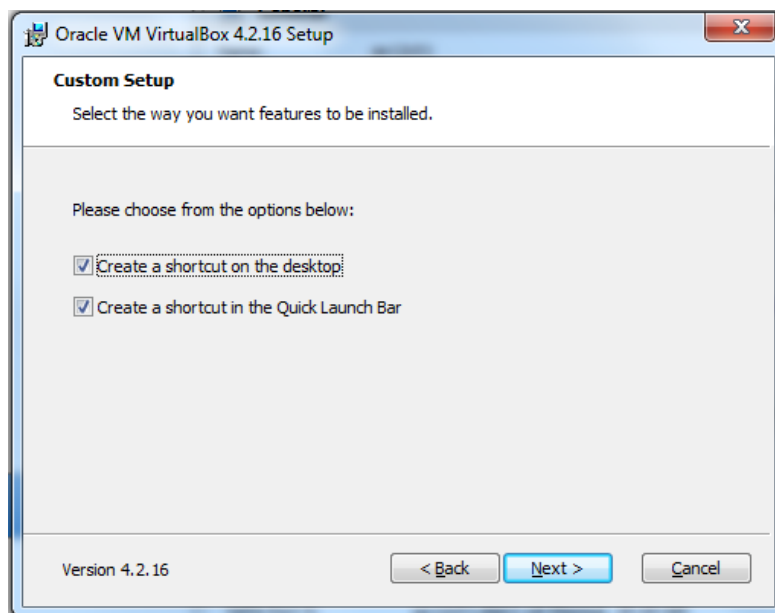 Oracle VM VirtualBox 4.2.16 Setup
Custom Setup
Select the way you want features to be installed.
Please choose from the options below:
Create a shortcut on the desktop
Create a shortcut in the Quick Launch Bar
Version 4.2.16
< Back
Next >
Cancel